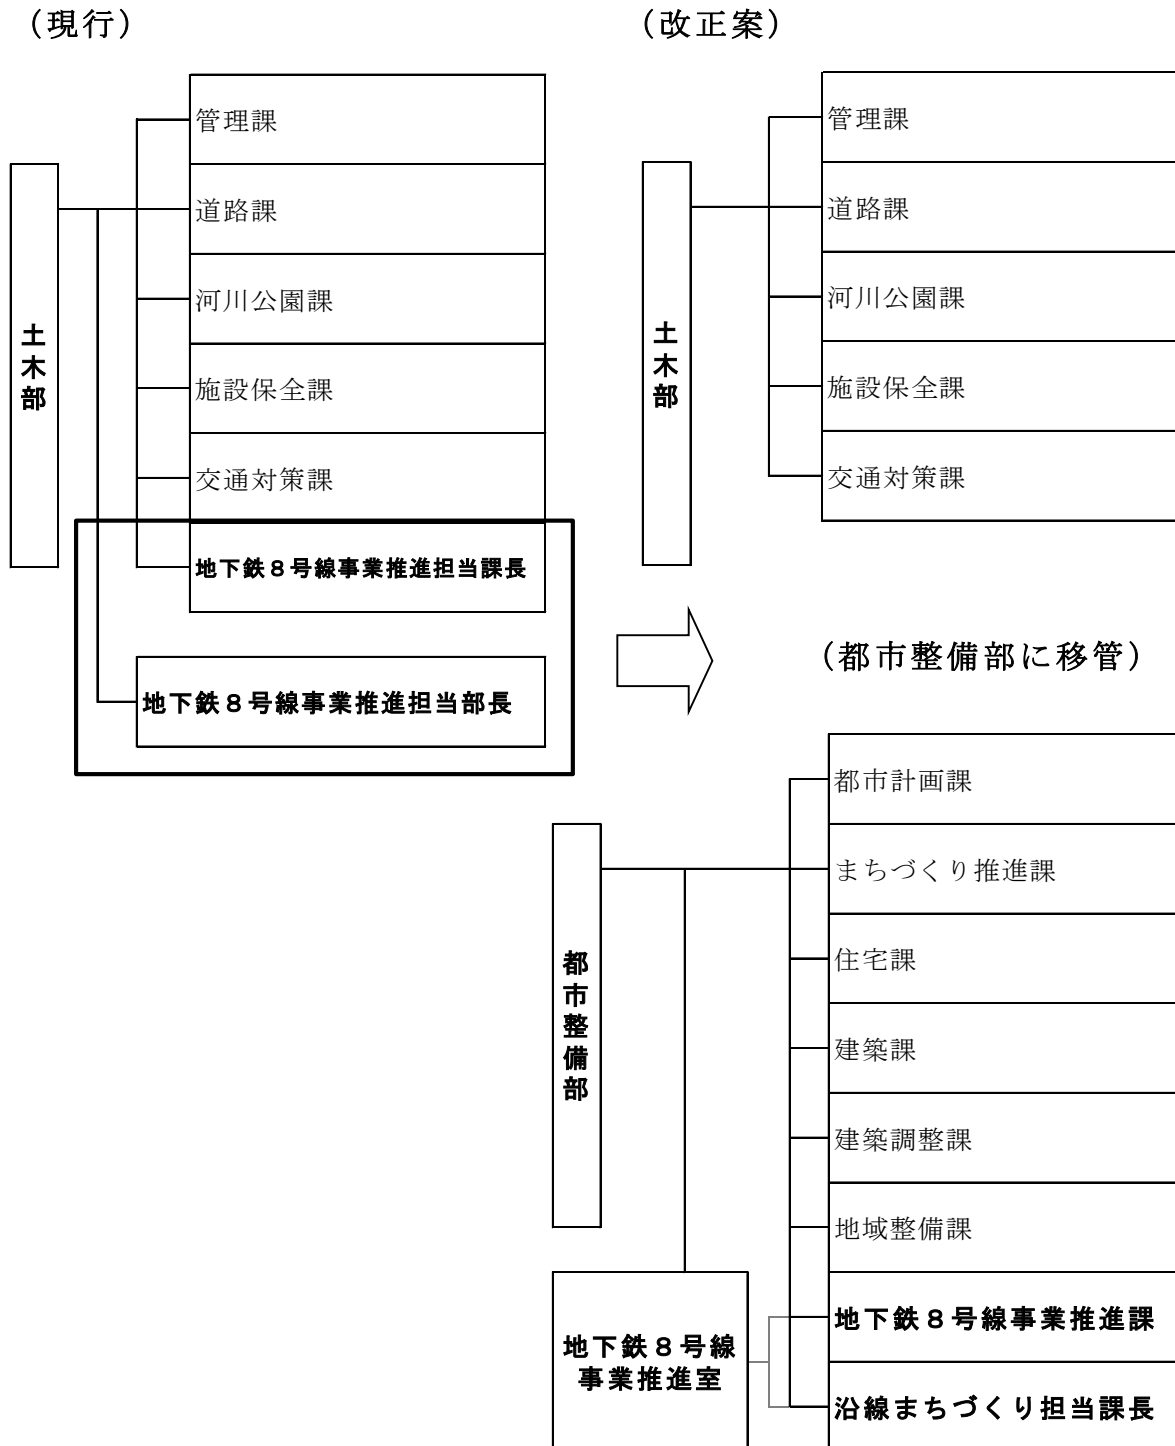 （現行）
土木部
管理課
道路課
河川公園課
施設保全課
交通対策課
地下鉄８号線事業推進担当課長
地下鉄８号線事業推進担当部長
（改正案）
土木部
管理課
道路課
河川公園課
施設保全課
交通対策課
（都市整備部に移管）
都市整備部
都市計画課
まちづくり推進課
住宅課
建築課
建築調整課
地域整備課
地下鉄８号線
事業推進室
地下鉄８号線事業推進課
沿線まちづくり担当課長